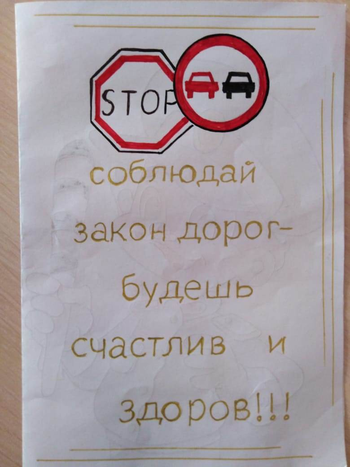 STOP
соблюдай
закон дорог-
будешь
счастлив и
здоров!!!